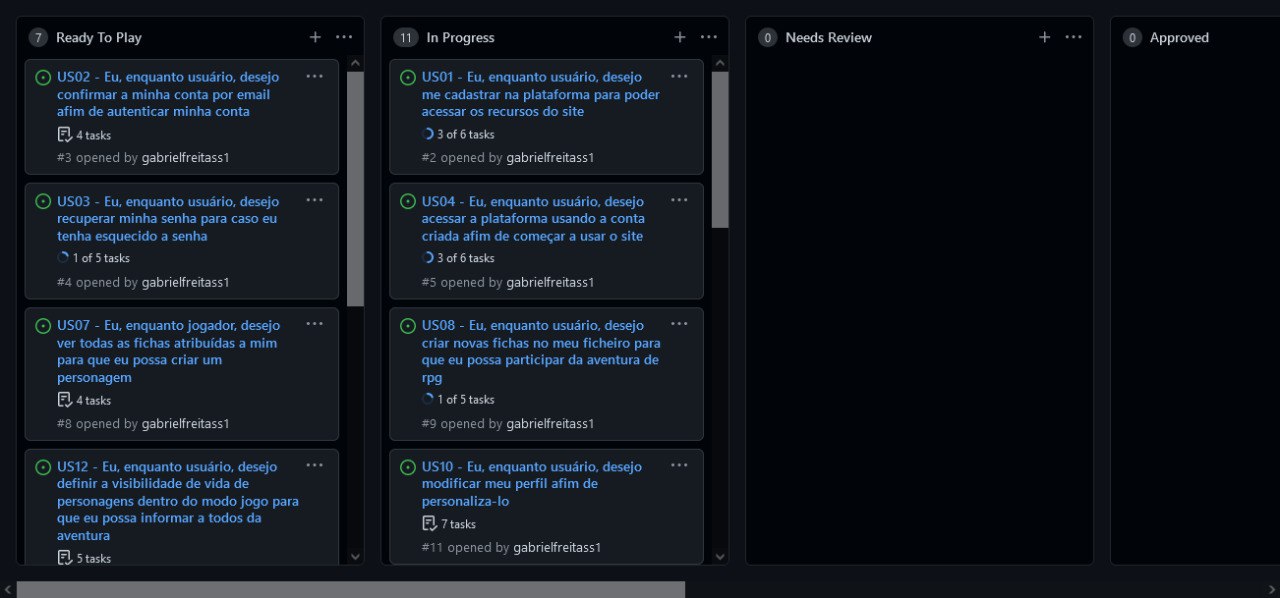 7 Ready To Play
US02 - Eu, enquanto usuário, desejo
confirmar a minha conta por email
afim de autenticar minha conta
4 tasks
#3 opened by gabrielfreitass1
US03 - Eu, enquanto usuário, desejo
recuperar minha senha para caso eu
tenha esquecido a senha
1 of 5 tasks
#4 opened by gabrielfreitass1
US07 - Eu, enquanto jogador, desejo
ver todas as fichas atribuídas a mim
para que eu possa criar um
personagem
4 tasks
#8 opened by gabrielfreitass1
US12 - Eu, enquanto usuário, desejo
definir a visibilidade de vida de
personagens dentro do modo jogo para
que eu possa informar a todos da
aventura
5 tasks
11 In Progress
US01 - Eu, enquanto usuário, desejo
me cadastrar na plataforma para poder
acessar os recursos do site
3 of 6 tasks
#2 opened by gabrielfreitass1
US04 - Eu, enquanto usuário, desejo
acessar a plataforma usando a conta
criada afim de começar a usar o site
3 of 6 tasks
#5 opened by gabrielfreitass1
US08 - Eu, enquanto usuário, desejo
criar novas fichas no meu ficheiro para
que eu possa participar da aventura de
rpg
1 of 5 tasks
#9 opened by gabrielfreitass1
US10 - Eu, enquanto usuário, desejo
modificar meu perfil afim de
personaliza-lo
7 tasks
#11 opened by gabrielfreitass1
0 Needs Review
0 Approved